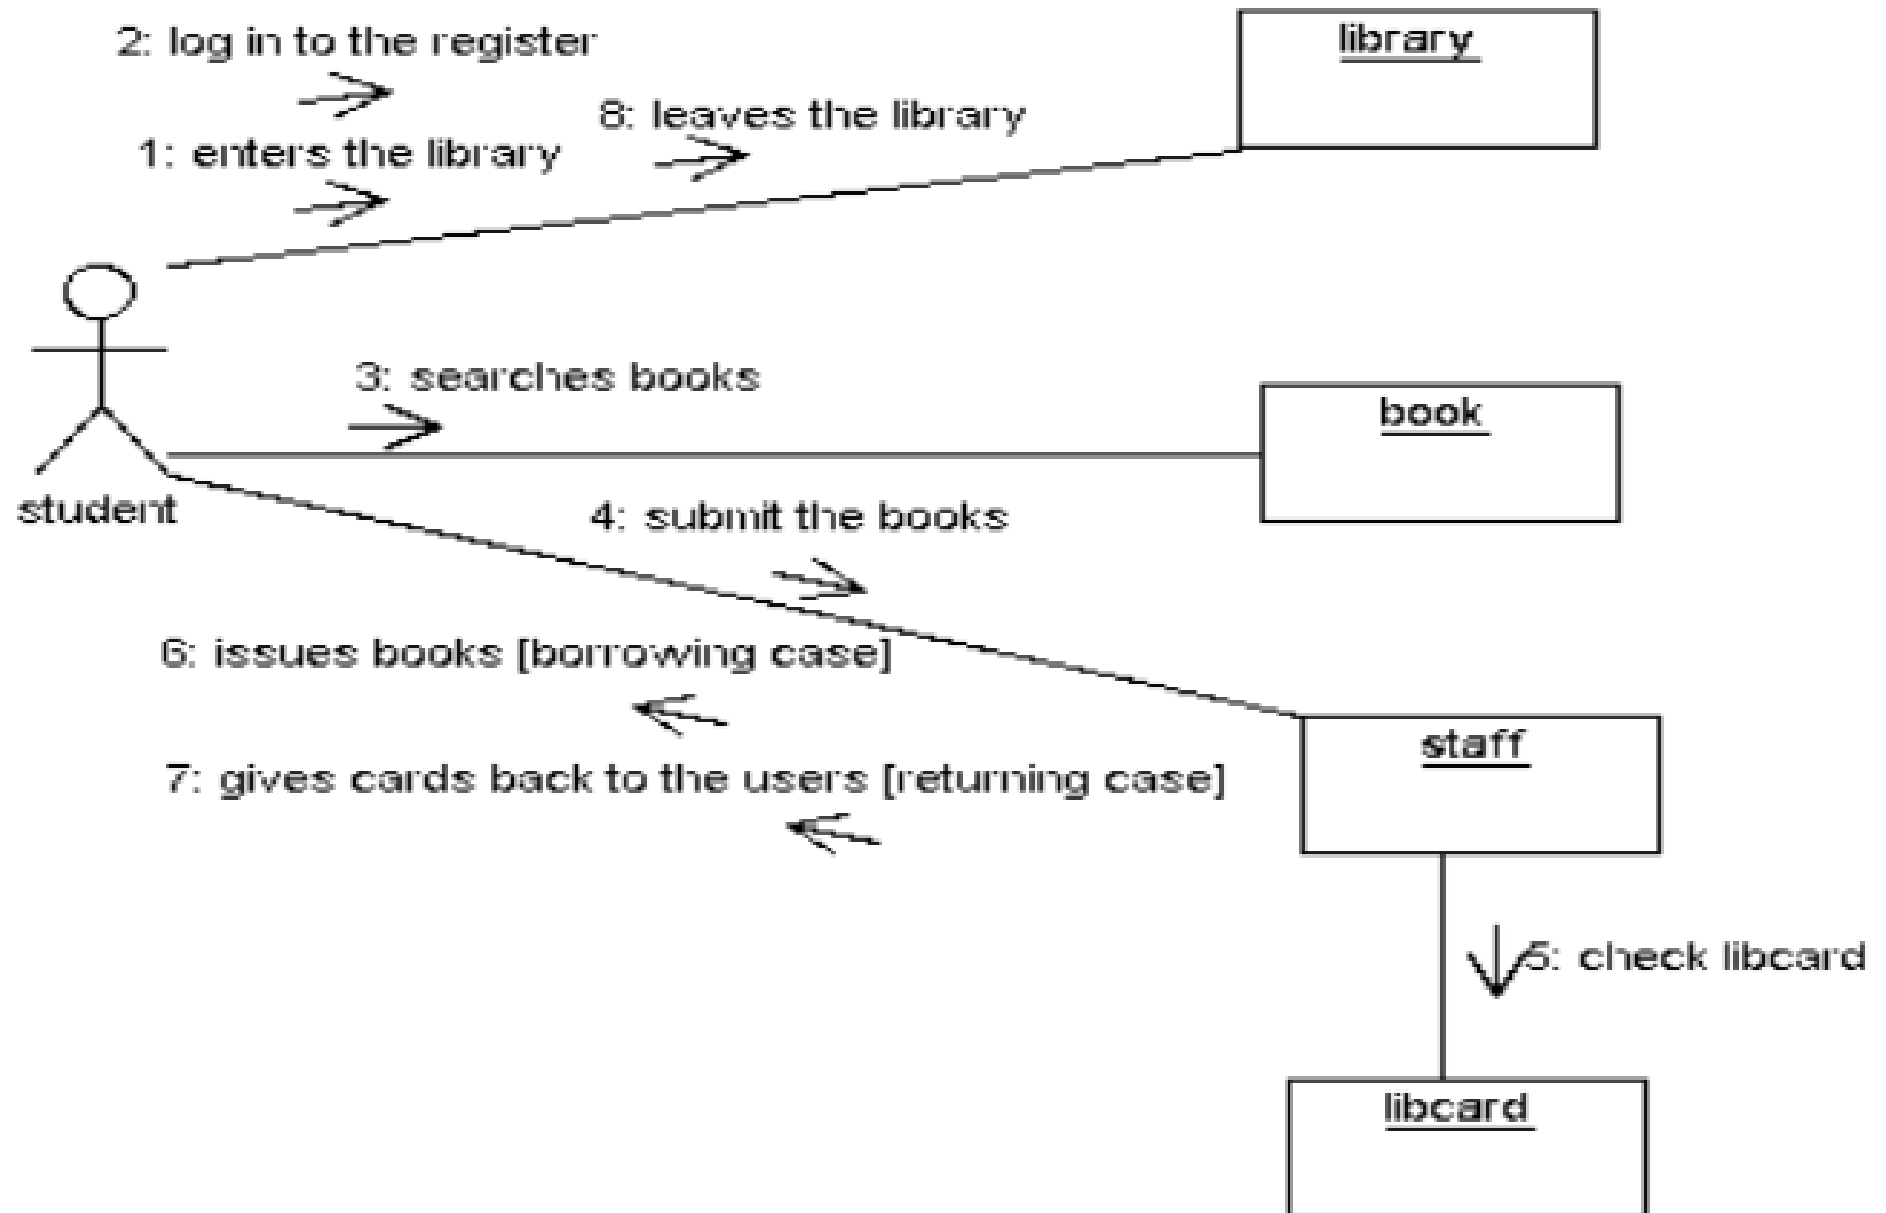 2: log in to the register
library
8: leaves the library
1: enters the library
3: searches books
book
student
4: submit the books
6: issues books [borrowing case]
staff
7: gives cards back to the users [returning case]
5: check libcard
libcard